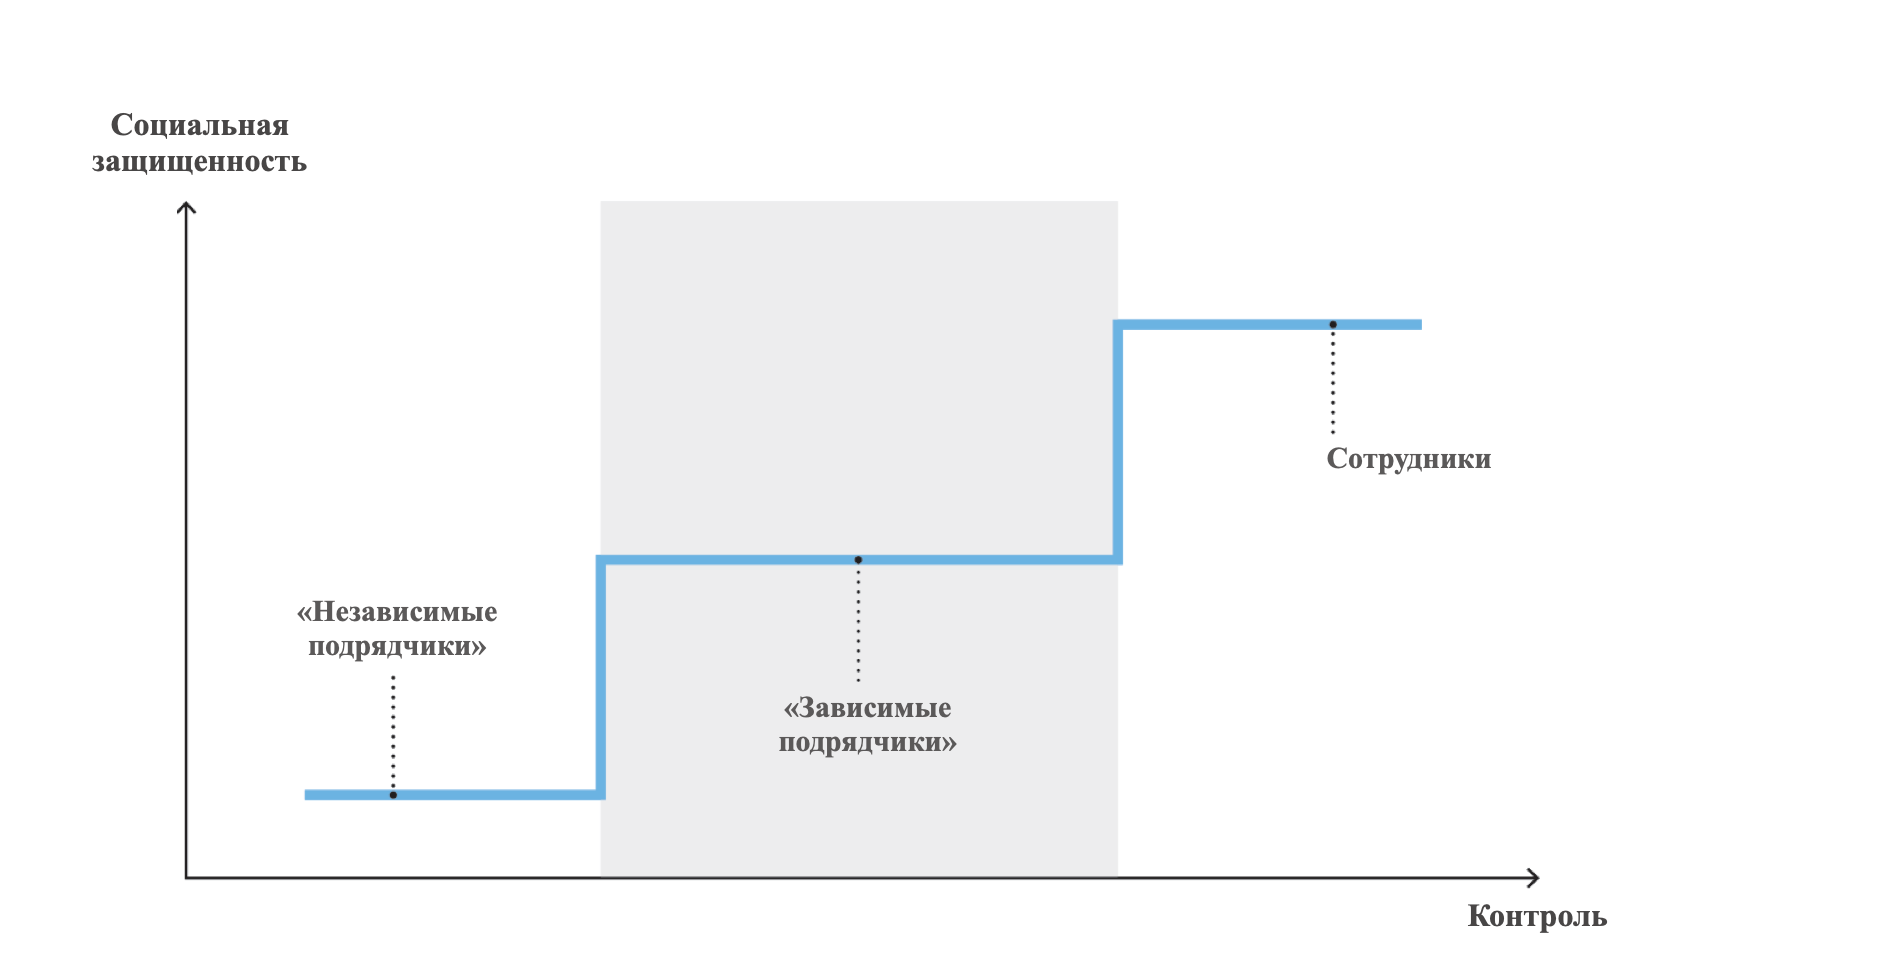 Социальная
защищенность
Сотрудники
«Независимые
подрядчики»
«Зависимые
подрядчики»
Контроль